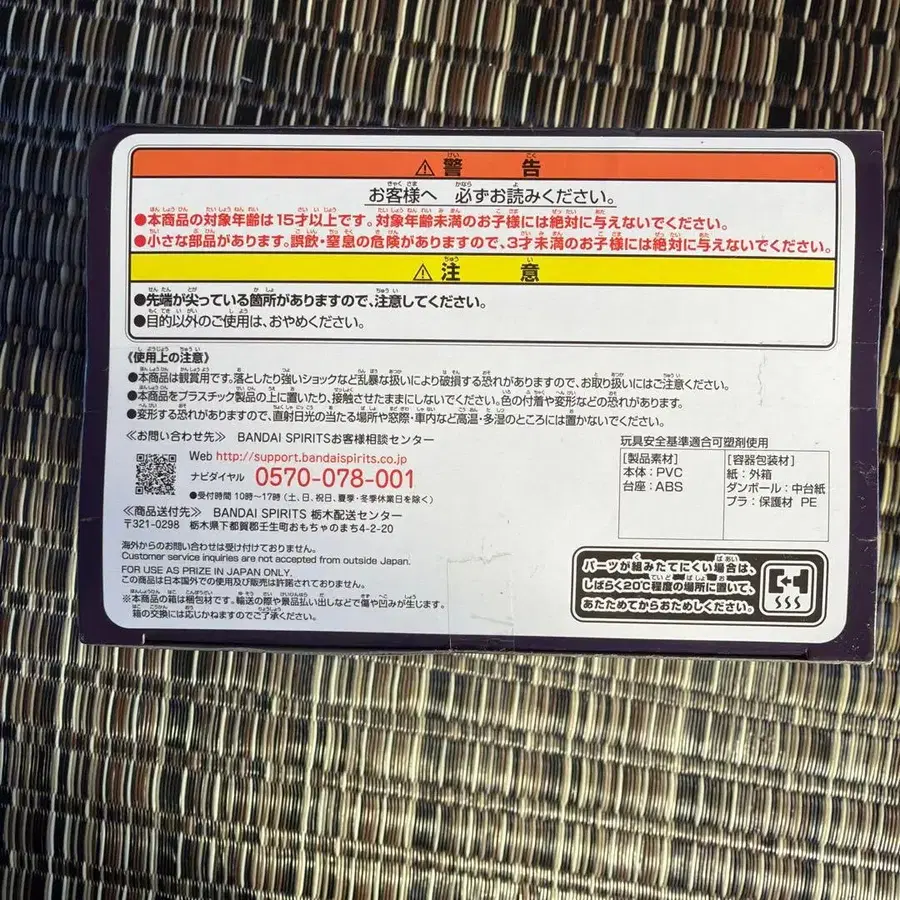 ⚠警告
お客様へ 必ずお読みください。
●本商品の対象年齢は15才以上です。対象年齢未満のお子様には絶対に与えないでください。
●小さな部品があります。誤飲・窒息の危険がありますので、3才未満のお子様には絶対に与えないでください。
⚠注意
●先端が尖っている箇所がありますので、注意してください。
●目的以外のご使用は、おやめください。
《使用上の注意》
●本商品は観賞用です。落としたり強いショックなど乱暴な扱いにより破損する恐れがありますので、お取り扱いにはご注意ください。
●本商品をプラスチック製品の上に置いたり、接触させたままにしないでください。色の付着や変形などの恐れがあります。
●変形する恐れがありますので、直射日光の当たる場所や窓際・車内など高温・多湿のところには置かないでください。
≪お問い合わせ先≫ BANDAI SPIRITSお客様相談センター
Web http://support.bandaispirits.co.jp
ナビダイヤル 0570-078-001
●受付時間 10時〜17時(土、日、祝日、夏季・冬季休業日を除く)
≪商品送付先≫ BANDAI SPIRITS 栃木配送センター
〒321-0298 栃木県下都賀郡壬生町おもちゃのまち4-2-20
海外からのお問い合わせは受け付けておりません。
Customer service inquiries are not accepted from outside Japan.
FOR USE AS PRIZE IN JAPAN ONLY.
この商品は日本国外での使用及び販売は許諾されておりません。
※本商品の箱は梱包材です。輸送の際や景品払い出しなどで傷や凹みが生じます。
箱の交換には応じかねますのでご了承ください。
玩具安全基準適合可塑剤使用
[製品素材]
本体:PVC
台座:ABS
[容器包装材]
紙:外箱
ダンボール:中台紙
プラ:保護材 PE
パーツが組みたてにくい場合は、
しばらく20℃程度の場所に置いて、
あたためてからおためしください。